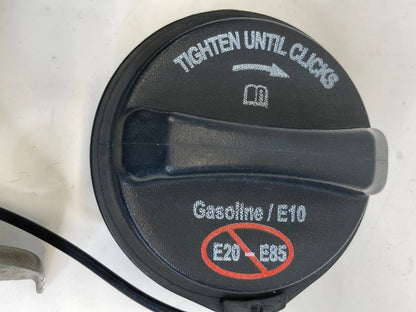 TIGHTEN UNTIL CLICKS
Gasoline / E10
E20 - E85